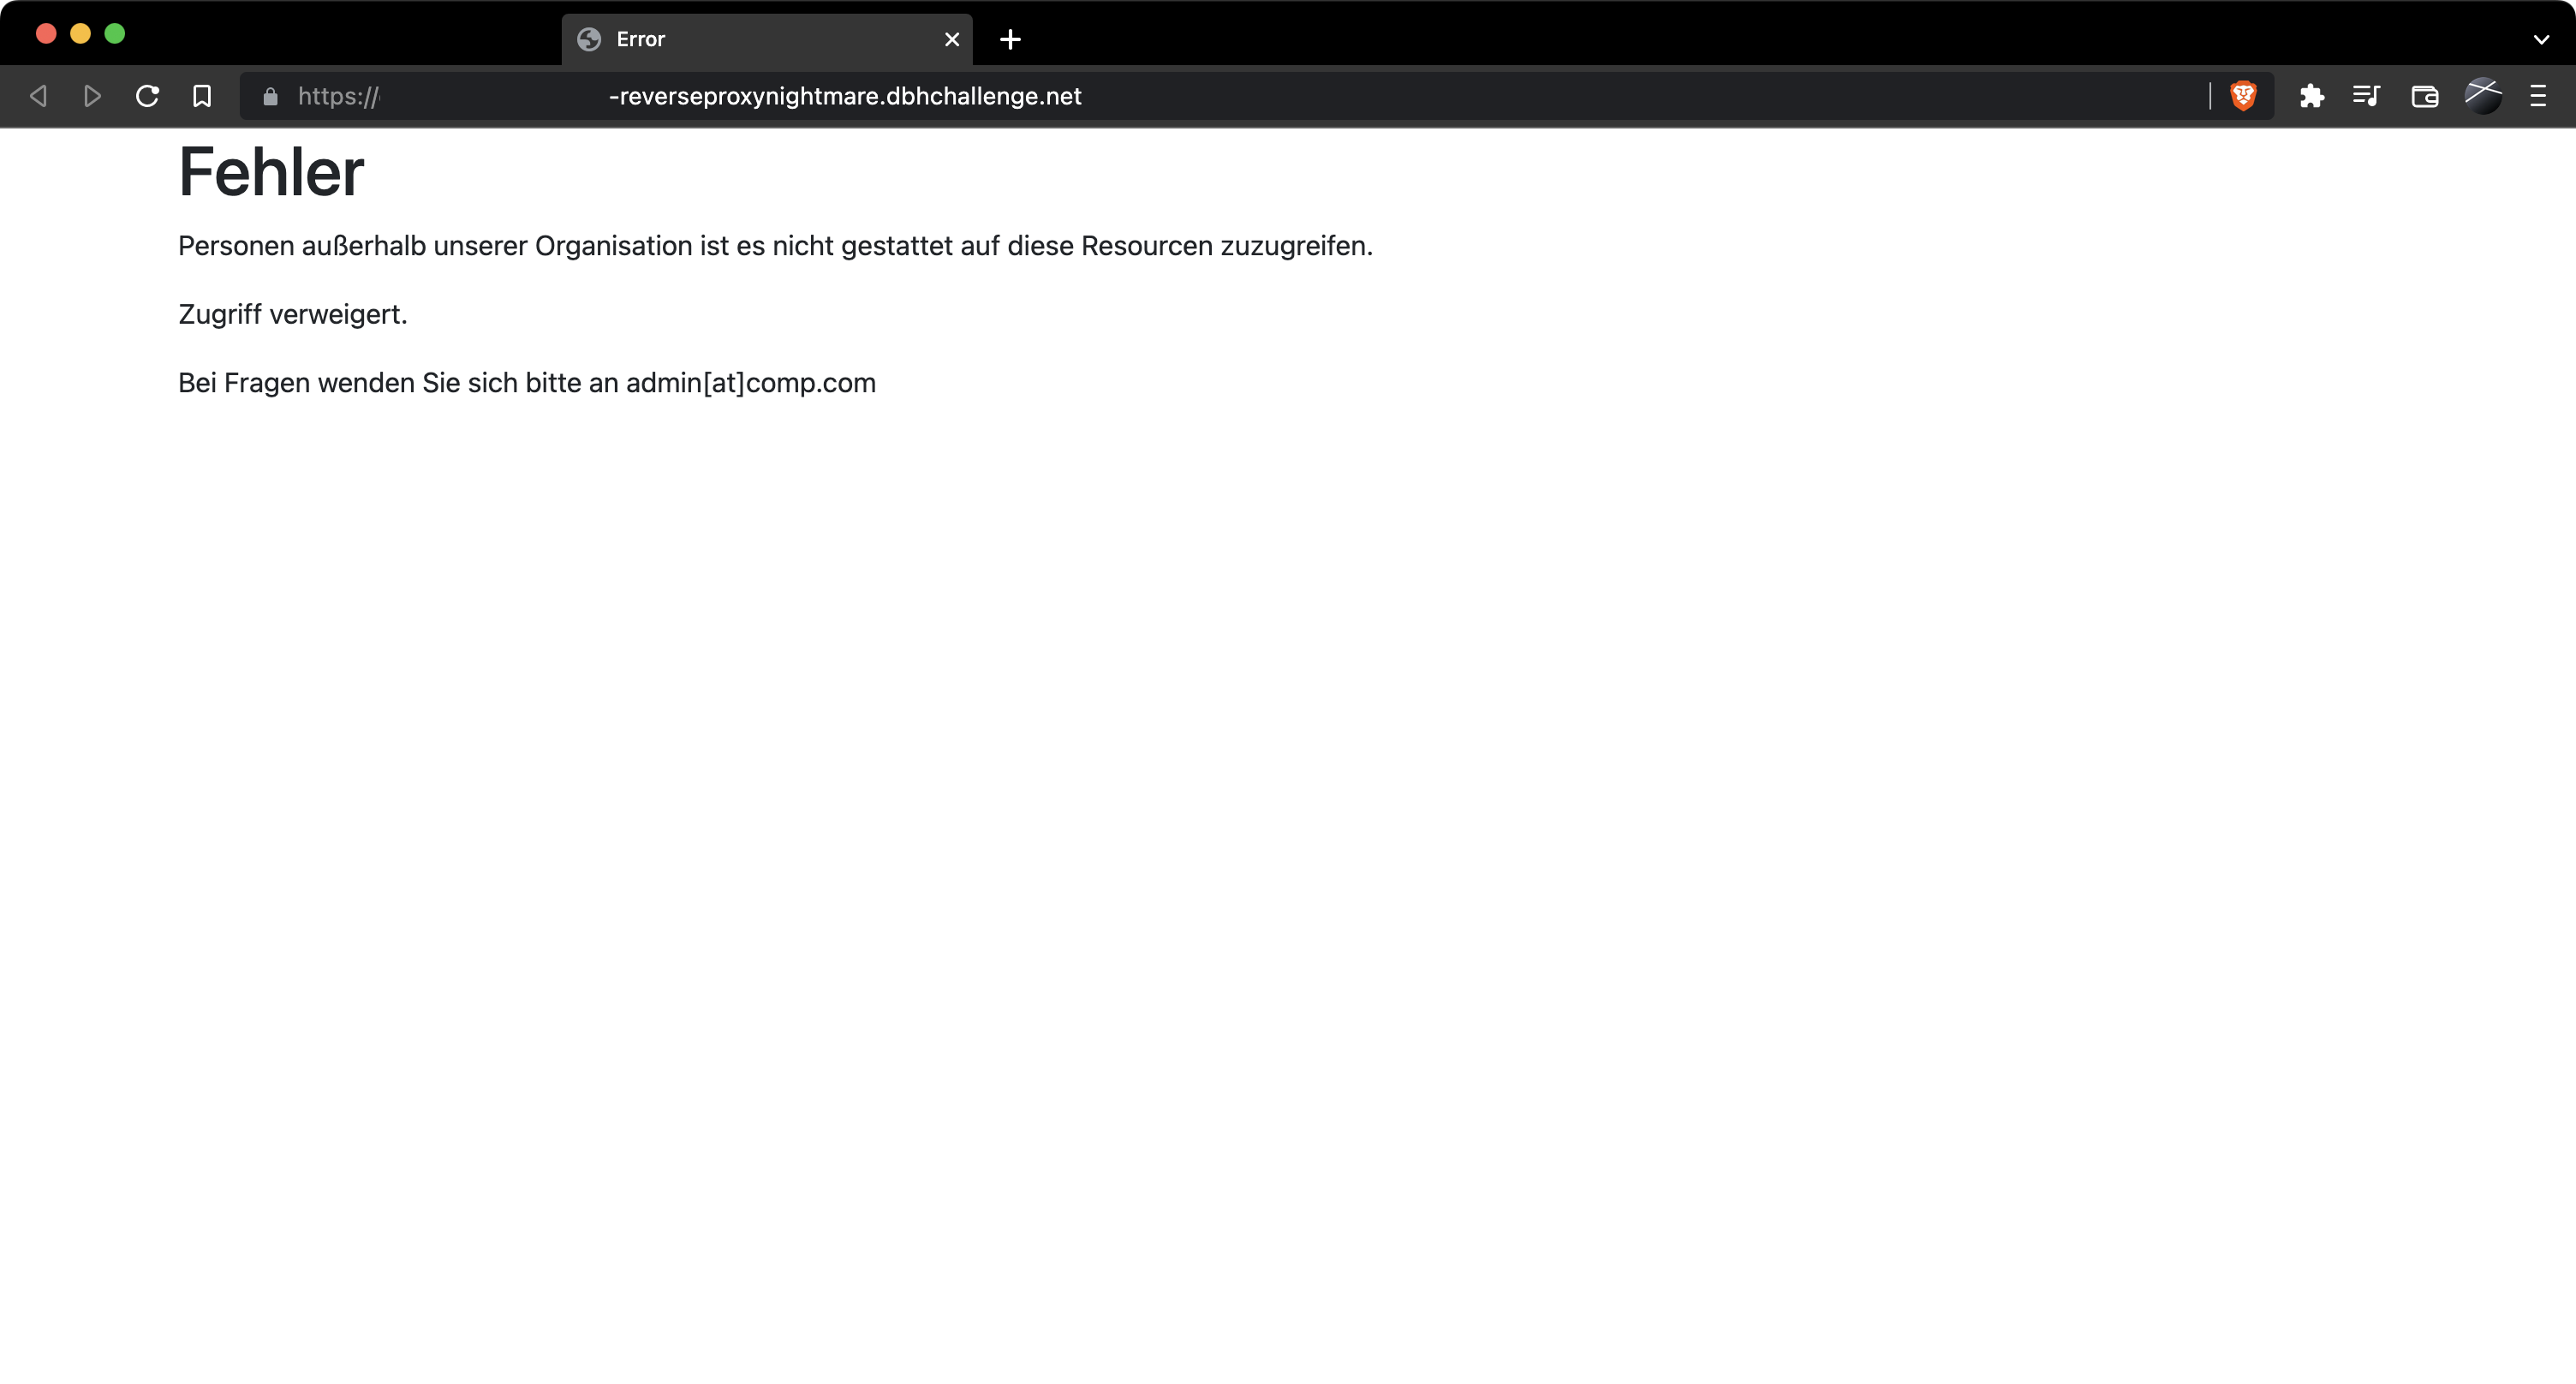 Error
https:// -reverseproxynightmare.dbhchallenge.net
Fehler
Personen außerhalb unserer Organisation ist es nicht gestattet auf diese Resourcen zuzugreifen.
Zugriff verweigert.
Bei Fragen wenden Sie sich bitte an admin[at]comp.com